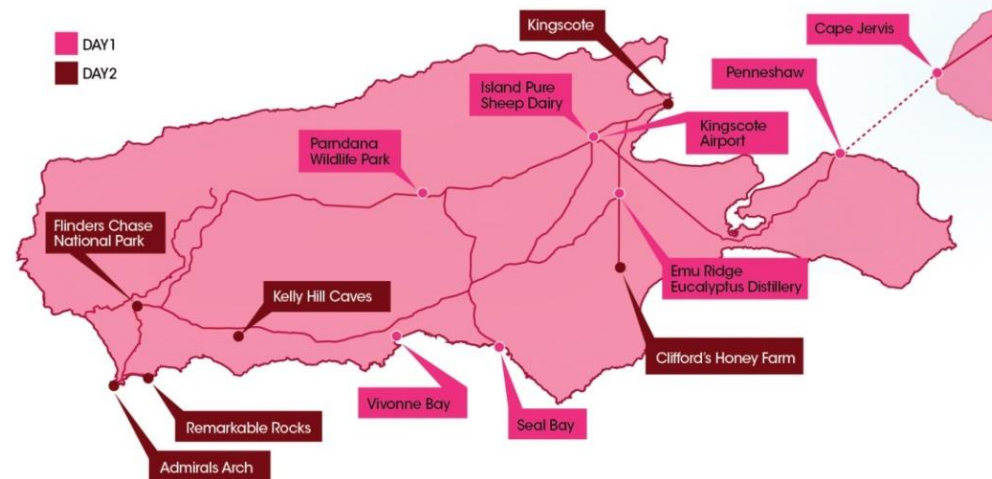 DAY1
DAY2
Kingscote
Cape Jervis
Penneshaw
Island Pure
Sheep Dairy
Kingscote
Airport
Parndana
Wildlife Park
Flinders Chase
National Park
Kelly Hill Caves
Emu Ridge
Eucalyptus Distillery
Clifford's Honey Farm
Vivonne Bay
Seal Bay
Remarkable Rocks
Admirals Arch